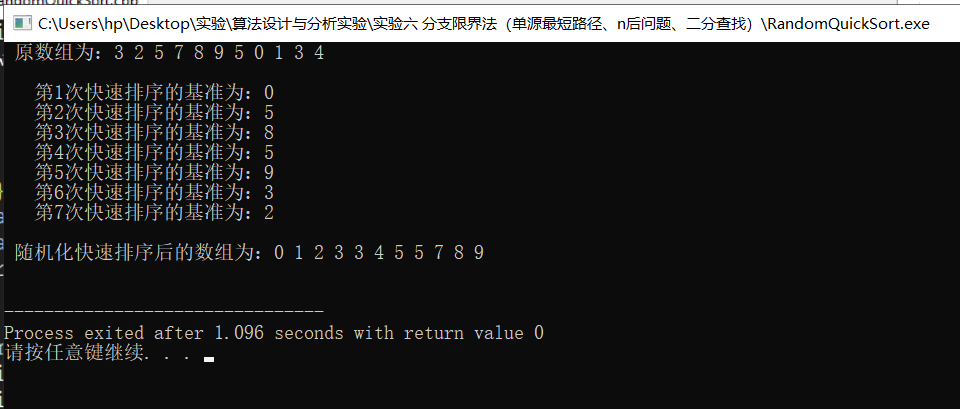 C:\Users\hp\Desktop\实验\算法设计与分析实验\实验六 分支限界法（单源最短路径、n后问题、二分查找）\RandomQuickSort.exe
原数组为：3 2 5 7 8 9 5 0 1 3 4
第1次快速排序的基准为：0
第2次快速排序的基准为：5
第3次快速排序的基准为：8
第4次快速排序的基准为：5
第5次快速排序的基准为：9
第6次快速排序的基准为：3
第7次快速排序的基准为：2
随机化快速排序后的数组为：0 1 2 3 3 4 5 5 7 8 9
--------------------------------
Process exited after 1.096 seconds with return value 0
请按任意键继续. . .